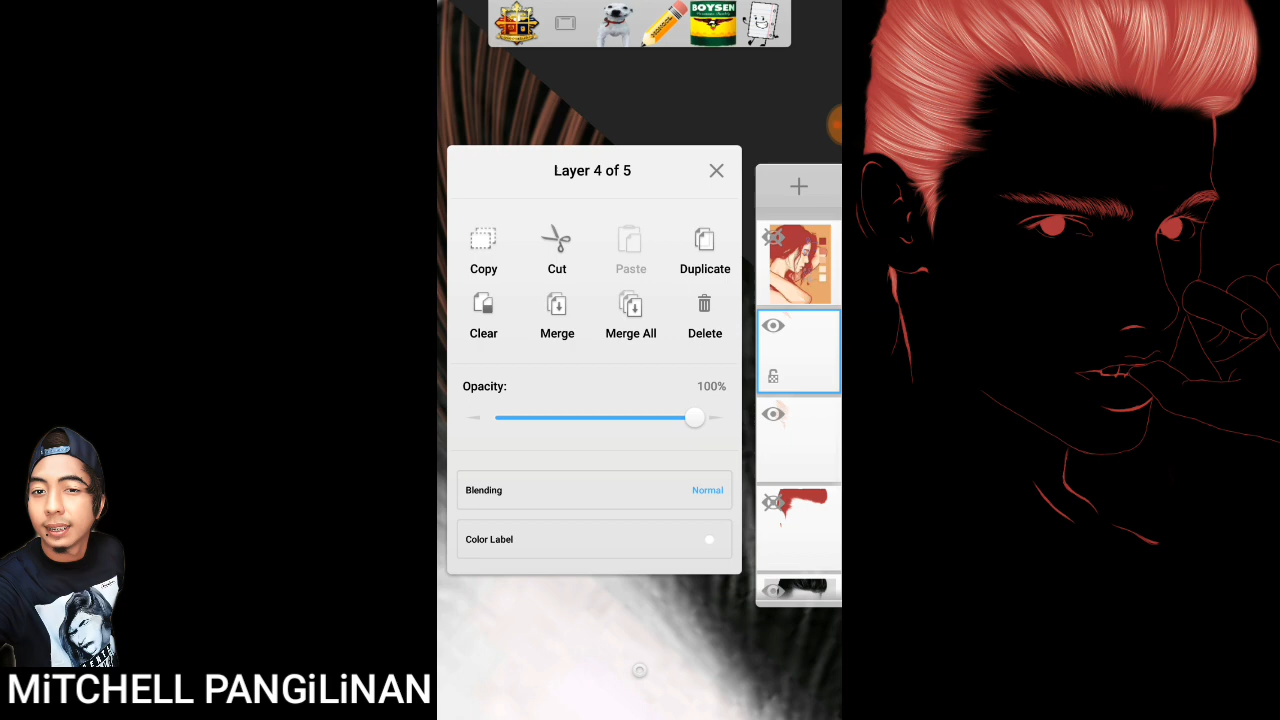 BOYSEN
Layer 4 of 5
Copy
Cut
Paste
Duplicate
Clear
Merge
Merge All
Delete
Opacity:
100%
Blending
Normal
Color Label
MiTCHELL PANGiLiNAN